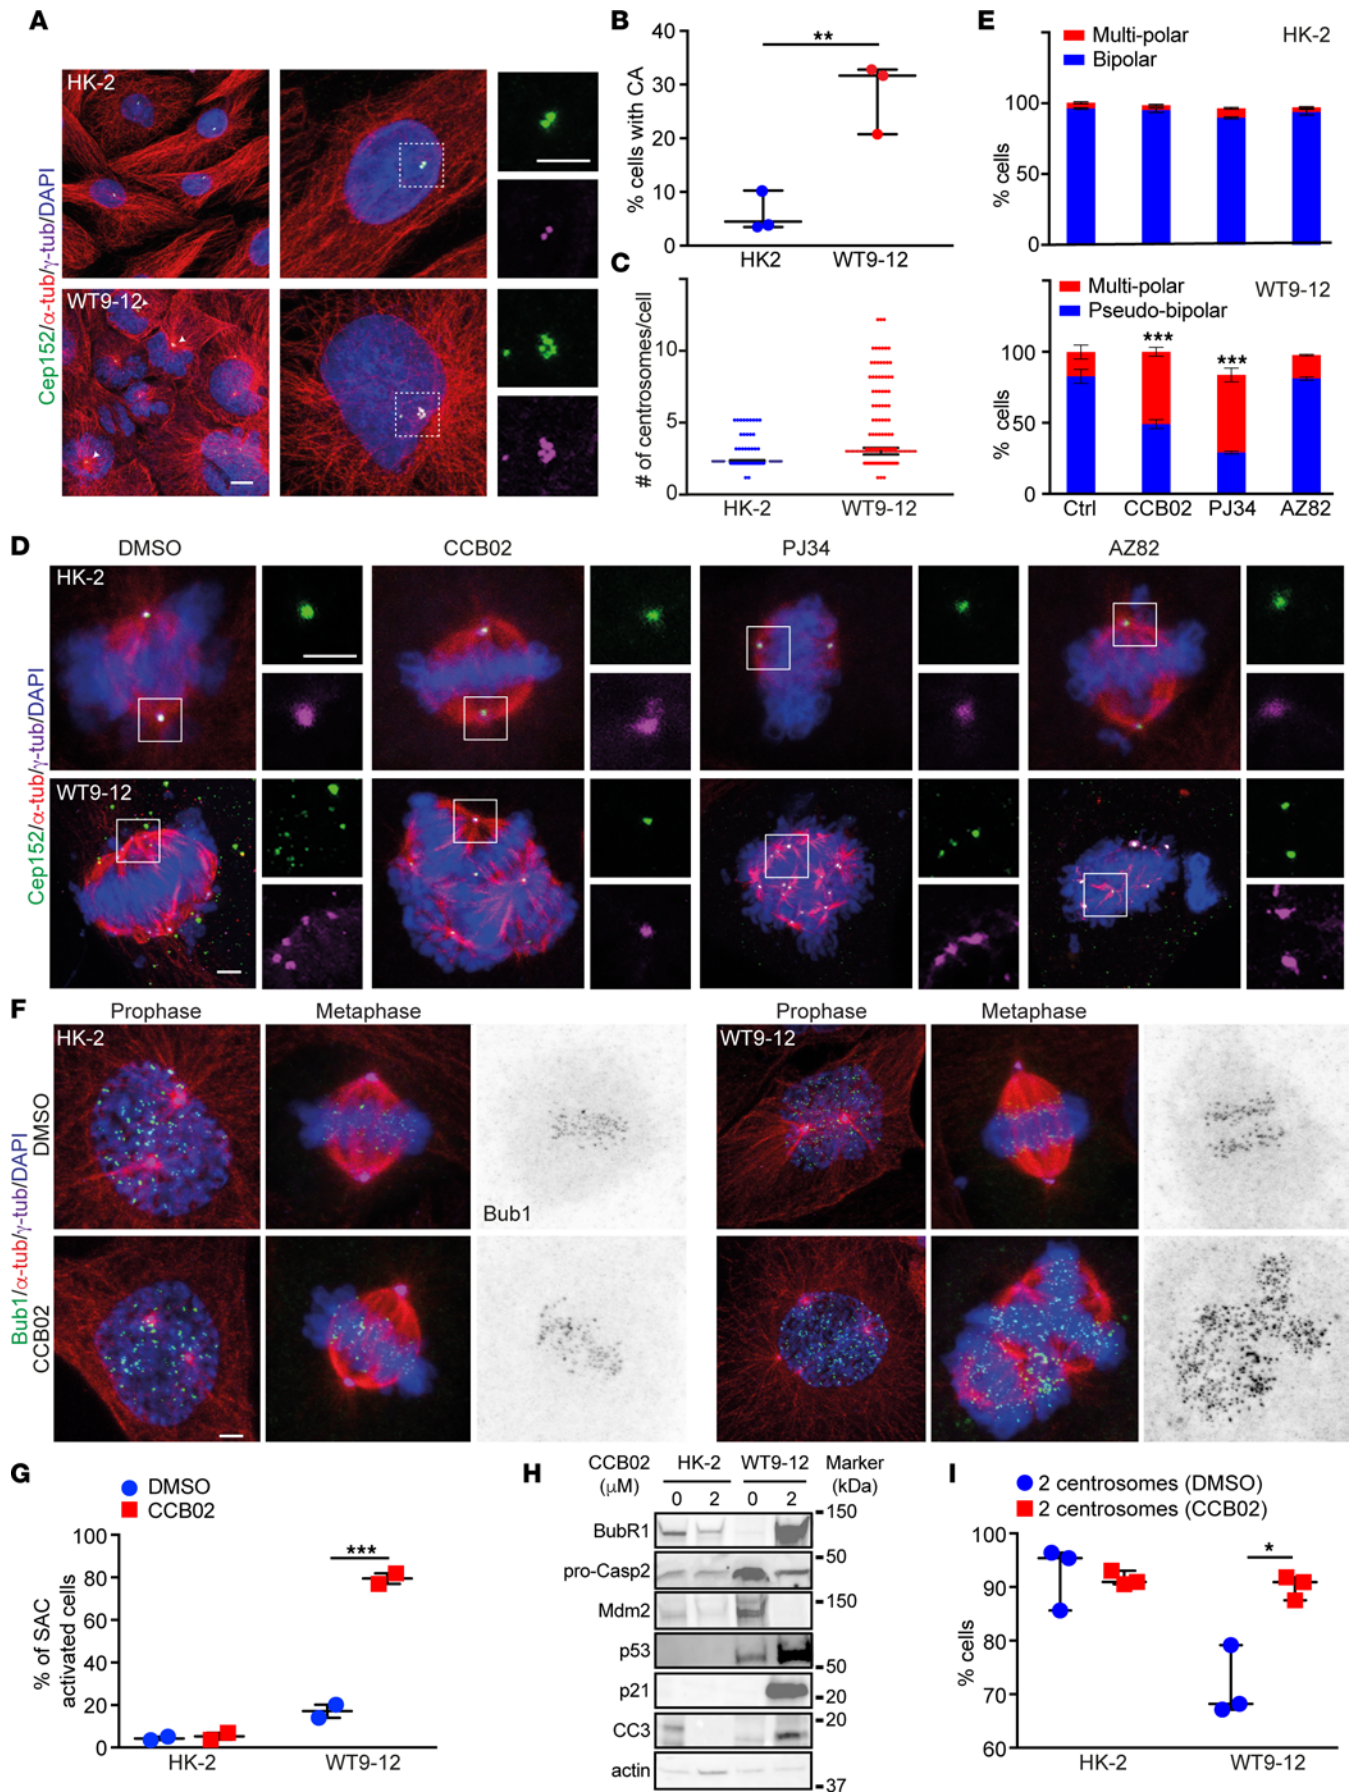 A
HK-2
WT9-12
Cep152/α-tub/γ-tub/DAPI
B
**
% cells with CA
40
30
20
10
0
HK2
WT9-12
C
# of centrosomes/cell
10
5
0
HK-2
WT9-12
E
Multi-polar
Bipolar
HK-2
% cells
100
50
0
Multi-polar
Pseudo-bipolar
WT9-12
***
***
% cells
100
50
0
Ctrl
CCB02
PJ34
AZ82
D
DMSO
CCB02
PJ34
AZ82
HK-2
WT9-12
Cep152/α-tub/γ-tub/DAPI
F
Prophase
Metaphase
Prophase
Metaphase
HK-2
WT9-12
Bub1
DMSO
CCB02
Bub1/α-tub/γ-tub/DAPI
G
DMSO
CCB02
% of SAC
activated cells
100
80
60
40
20
0
***
HK-2
WT9-12
H
CCB02
(μM)
HK-2
WT9-12
Marker
(kDa)
0
2
0
2
150
BubR1
50
pro-Casp2
150
Mdm2
p53
50
p21
20
20
CC3
actin
37
I
2 centrosomes (DMSO)
2 centrosomes (CCB02)
% cells
100
90
80
70
60
*
HK-2
WT9-12